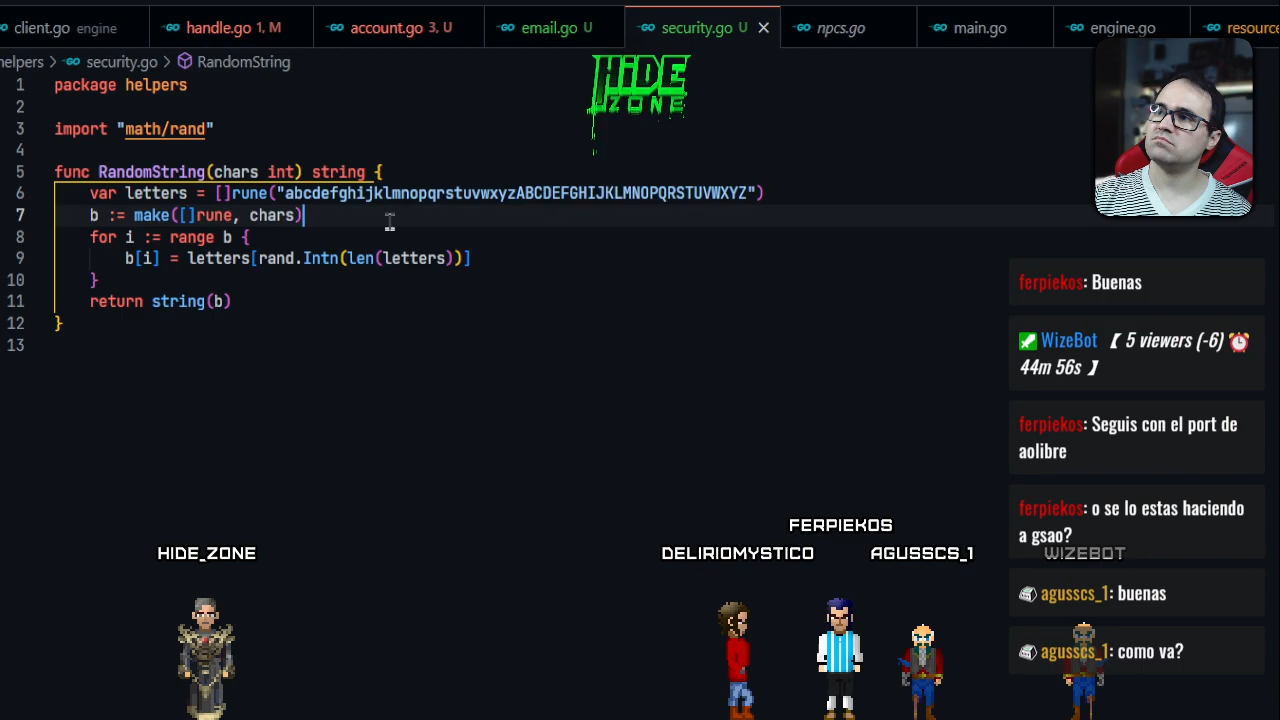 client.go engine handle.go 1, M account.go 3, U email.go U security.go U npcs.go main.go engine.go resource
elpers > security.go > RandomString
1 package helpers
2
3 import "math/rand"
4
5 func RandomString(chars int) string {
6 var letters = []rune("abcdefghijklmnopqrstuvwxyzABCDEFGHIJKLMNOPQRSTUVWXYZ")
7 b := make([]rune, chars)
8 for i := range b {
9 b[i] = letters[rand.Intn(len(letters))]
10 }
11 return string(b)
12 }
13
HiDE
ZONE
ferpiekos: Buenas
WizeBot 【 5 viewers (-6) ⏰
44m 56s 】
ferpiekos: Seguis con el port de
aolibre
ferpiekos: o se lo estas haciendo
a gsao?
agusscs_1: buenas
agusscs_1: como va?
HIDE_ZONE
DELIRIOMYSTICO
FERPIEKOS
AGUSSCS_1
WIZEBOT